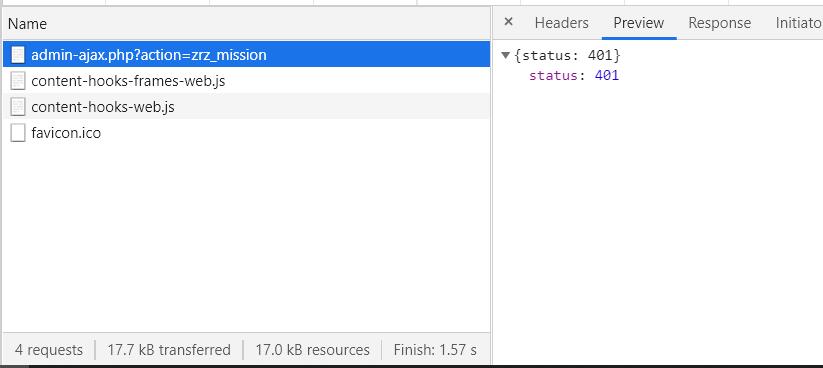 Name
admin-ajax.php?action=zrz_mission
content-hooks-frames-web.js
content-hooks-web.js
favicon.ico
4 requests 17.7 kB transferred 17.0 kB resources Finish: 1.57 s
× Headers Preview Response Initiato
▼{status: 401}
status: 401